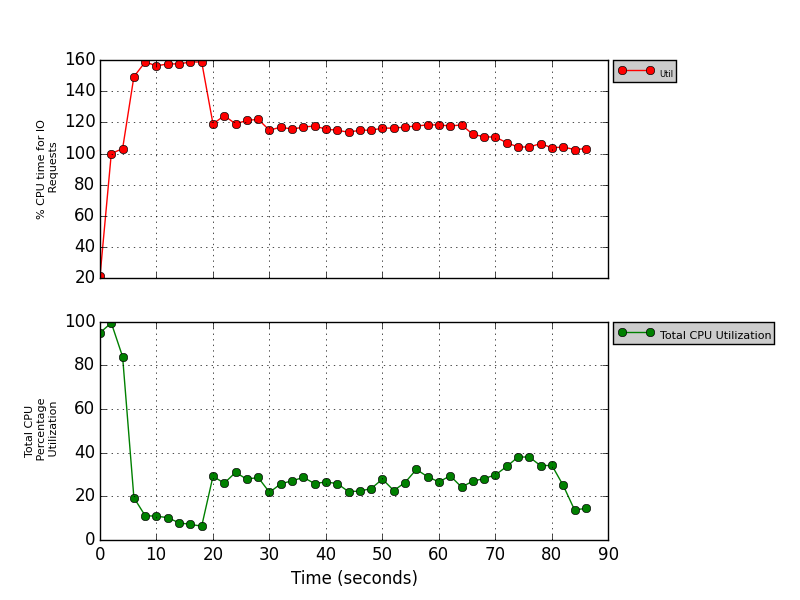 160
140
120
100
80
60
40
20
% CPU time for IO
Requests
Util
100
80
60
40
20
0
Total CPU
Percentage
Utilization
Total CPU Utilization
0 10 20 30 40 50 60 70 80 90
Time (seconds)